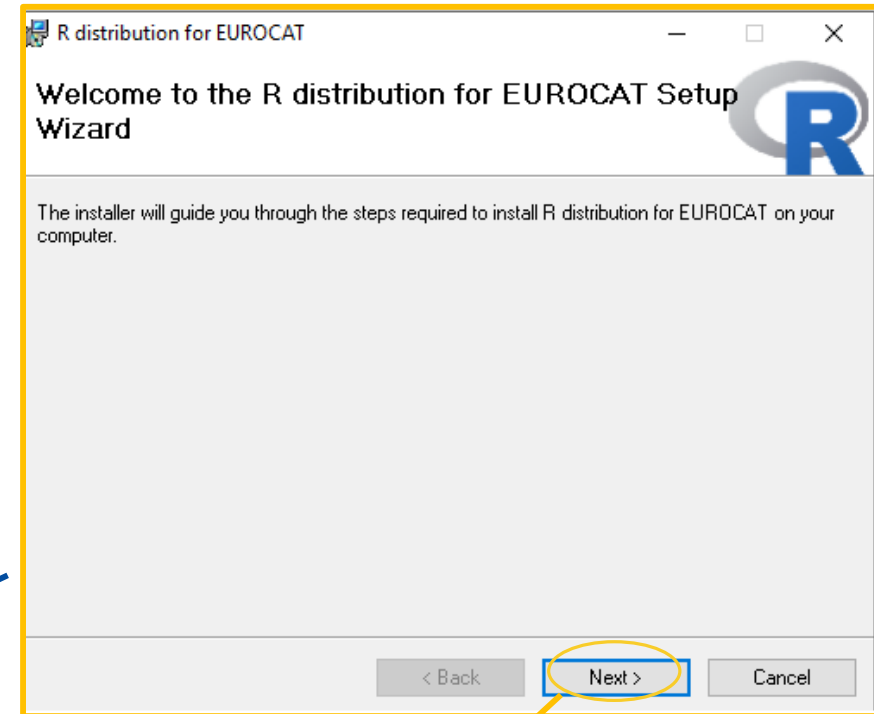 R distribution for EUROCAT
Welcome to the R distribution for EUROCAT Setup
Wizard
R
The installer will guide you through the steps required to install R distribution for EUROCAT on your
computer.
< Back
Next >
Cancel